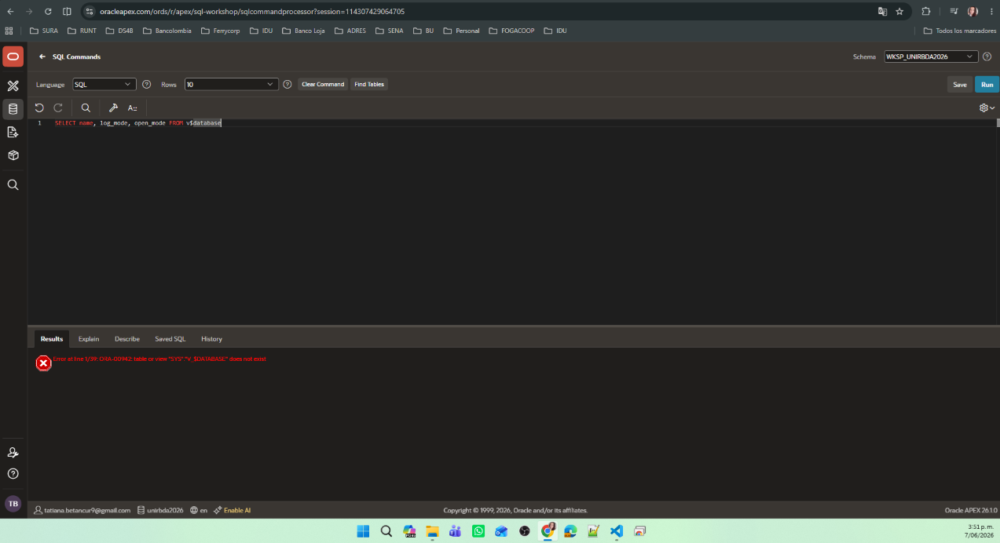 oracleapex.com/ords/r/apex/sql-workshop/sqlcommandprocessor?session=114307429064705
SURA RUNT DS4B Bancolombia Ferrycorp IDU Banco Loja ADRES SENA BU Personal FOGACOOP IDU Todos los marcadores
SQL Commands Schema WKSP_UNIRBDA2026
Language SQL Rows 10 Clear Command Find Tables Save Run
A::
1 SELECT name, log_mode, open_mode FROM v$database
Results Explain Describe Saved SQL History
Error at line 1/39: ORA-00942: table or view "SYS"."V_$DATABASE" does not exist
TB
tatiana.betancur9@gmail.com unirbda2026 en Enable AI Copyright © 1999, 2026, Oracle and/or its affiliates. Oracle APEX 26.1.0
3:51 p. m.
7/06/2026